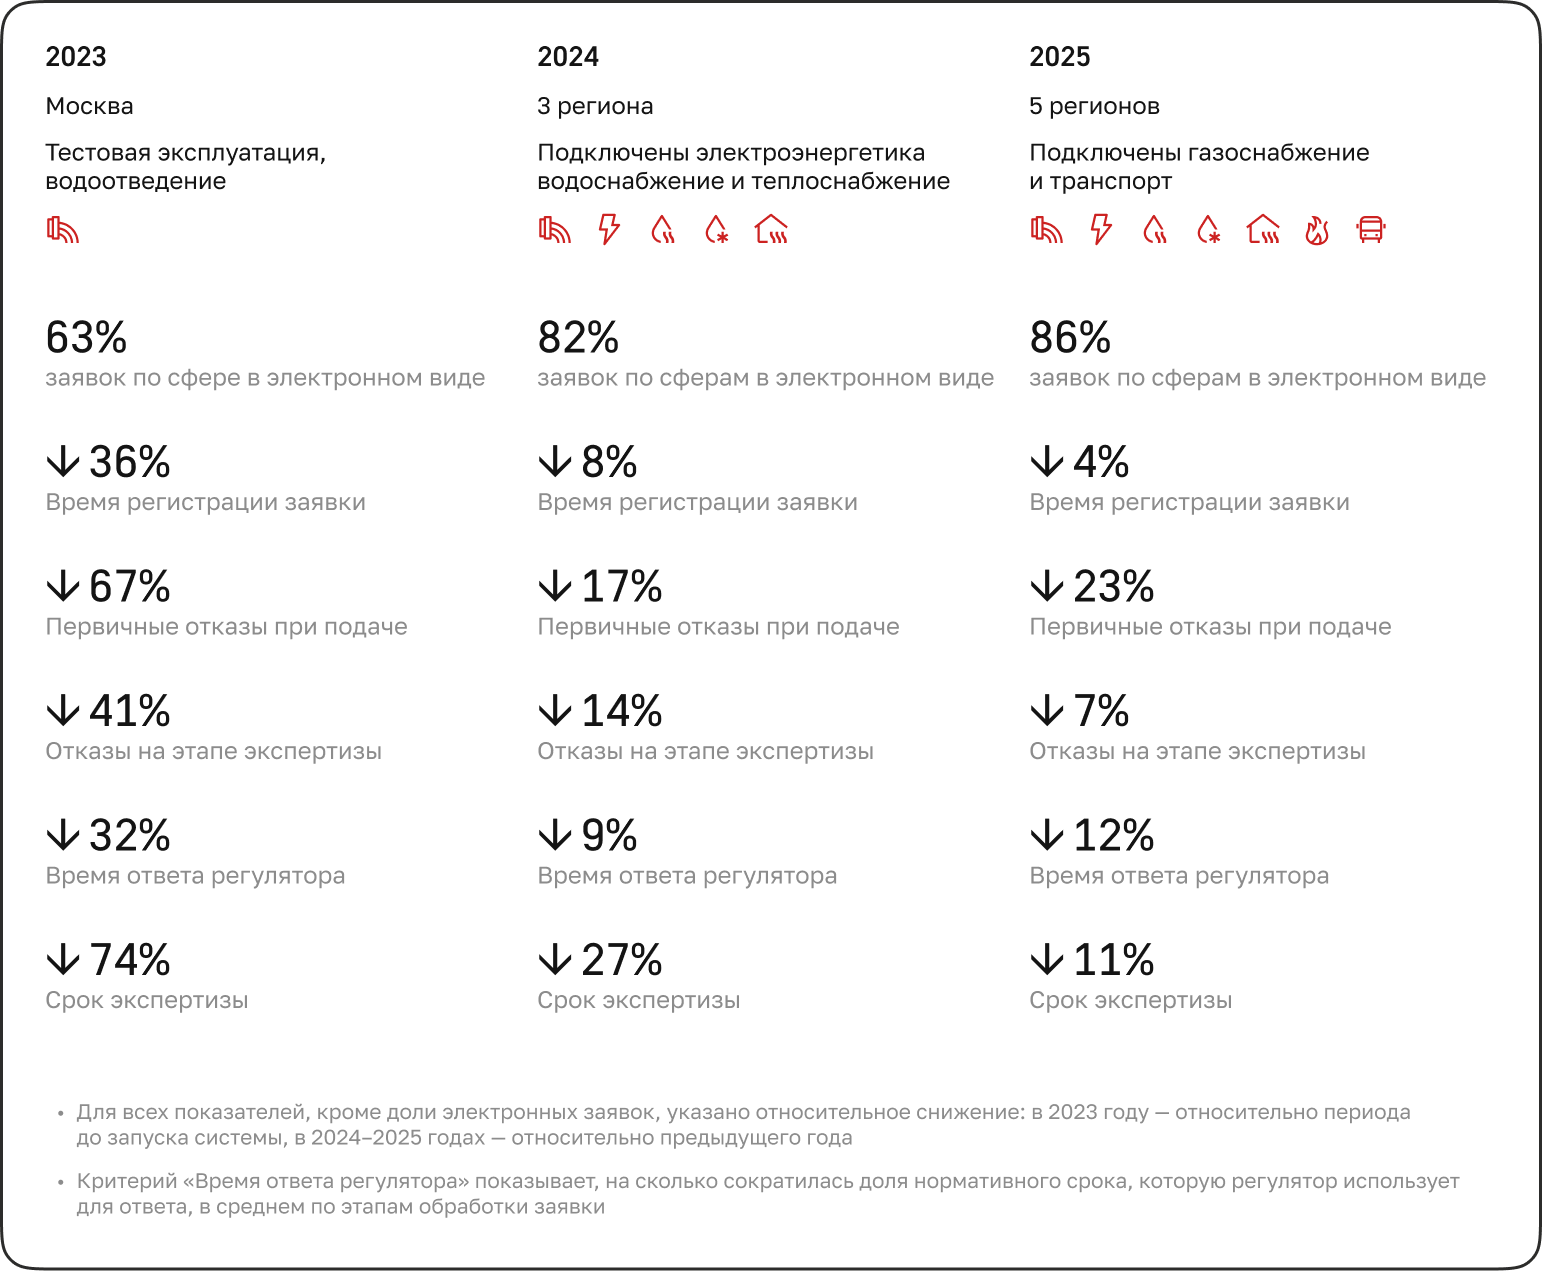 2023
Москва
Тестовая эксплуатация,
водоотведение
63%
заявок по сфере в электронном виде
↓ 36%
Время регистрации заявки
↓ 67%
Первичные отказы при подаче
↓ 41%
Отказы на этапе экспертизы
↓ 32%
Время ответа регулятора
↓ 74%
Срок экспертизы
2024
3 региона
Подключены электроэнергетика
водоснабжение и теплоснабжение
82%
заявок по сферам в электронном виде
↓ 8%
Время регистрации заявки
↓ 17%
Первичные отказы при подаче
↓ 14%
Отказы на этапе экспертизы
↓ 9%
Время ответа регулятора
↓ 27%
Срок экспертизы
2025
5 регионов
Подключены газоснабжение
и транспорт
86%
заявок по сферам в электронном виде
↓ 4%
Время регистрации заявки
↓ 23%
Первичные отказы при подаче
↓ 7%
Отказы на этапе экспертизы
↓ 12%
Время ответа регулятора
↓ 11%
Срок экспертизы
• Для всех показателей, кроме доли электронных заявок, указано относительное снижение: в 2023 году — относительно периода
до запуска системы, в 2024–2025 годах — относительно предыдущего года
• Критерий «Время ответа регулятора» показывает, на сколько сократилась доля нормативного срока, которую регулятор использует
для ответа, в среднем по этапам обработки заявки